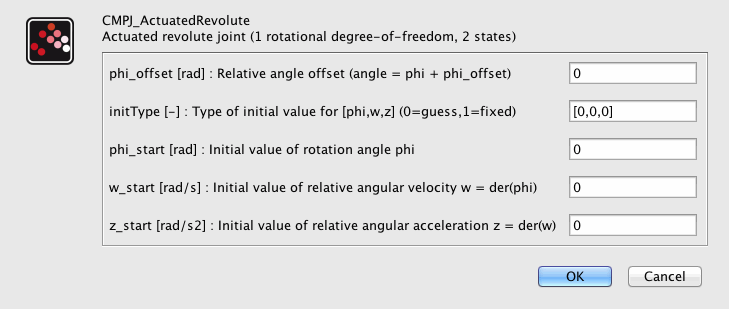 CMPJ_ActuatedRevolute
Actuated revolute joint (1 rotational degree-of-freedom, 2 states)
phi_offset [rad] : Relative angle offset (angle = phi + phi_offset) 0
initType [-] : Type of initial value for [phi,w,z] (0=guess,1=fixed) [0,0,0]
phi_start [rad] : Initial value of rotation angle phi 0
w_start [rad/s] : Initial value of relative angular velocity w = der(phi) 0
z_start [rad/s2] : Initial value of relative angular acceleration z = der(w) 0
OK Cancel